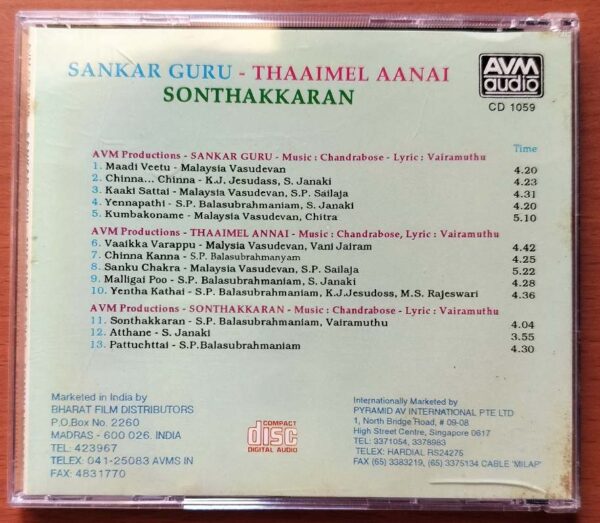 SANKAR GURU - THAAIMEL AANAI
SONTHAKKARAN
AVM
audio
CD 1059
Time
AVM Productions - SANKAR GURU - Music : Chandrabose - Lyric : Vairamuthu
1. Maadi Veetu - Malaysia Vasudevan 4.20
2. Chinna... Chinna - K.J. Jesudass, S. Janaki 4.23
3. Kaaki Sattai - Malaysia Vasudevan, S.P. Sailaja 4.31
4. Yennapathi - S.P. Balasubrahmaniam, S. Janaki 4.20
5. Kumbakoname - Malaysia Vasudevan, Chitra 5.10
AVM Productions - THAAIMEL ANNAI - Music : Chandrabose, Lyric : Vairamuthu
6. Vaaikka Varappu - Malysia Vasudevan, Vani Jairam 4.42
7. Chinna Kanna - S.P. Balasubrahmanyam 4.25
8. Sanku Chakra - Malaysia Vasudevan, S.P. Sailaja 5.22
9. Malligai Poo - S.P. Balasubrahmaniam, S. Janaki 4.28
10. Yentha Kathai - S.P. Balasubrahmaniam, K.J.Jesudoss, M.S. Rajeswari 4.36
AVM Productions - SONTHAKKARAN - Music : Chandrabose - Lyric : Vairamuthu
11. Sonthakkaran - S.P. Balasubrahmaniam, Vairamuthu 4.04
12. Atthane - S. Janaki 3.55
13. Pattuchttai - S.P.Balasubrahmaniam 4.30
Marketed in India by
BHARAT FILM DISTRIBUTORS
P.O.Box No. 2260
MADRAS - 600 026. INDIA
TEL: 423967
TELEX: 041-25083 AVMS IN
FAX: 4831770
COMPACT
disc
DIGITAL AUDIO
Internationally Marketed by
PYRAMID AV INTERNATIONAL PTE LTD
1, North Bridge Road, # 09-08
High Street Centre, Singapore 0617
TEL: 3371054, 3378983
TELEX: HARDIAL RS24275
FAX (65) 3383219, (65) 3375134 CABLE 'MILAP'